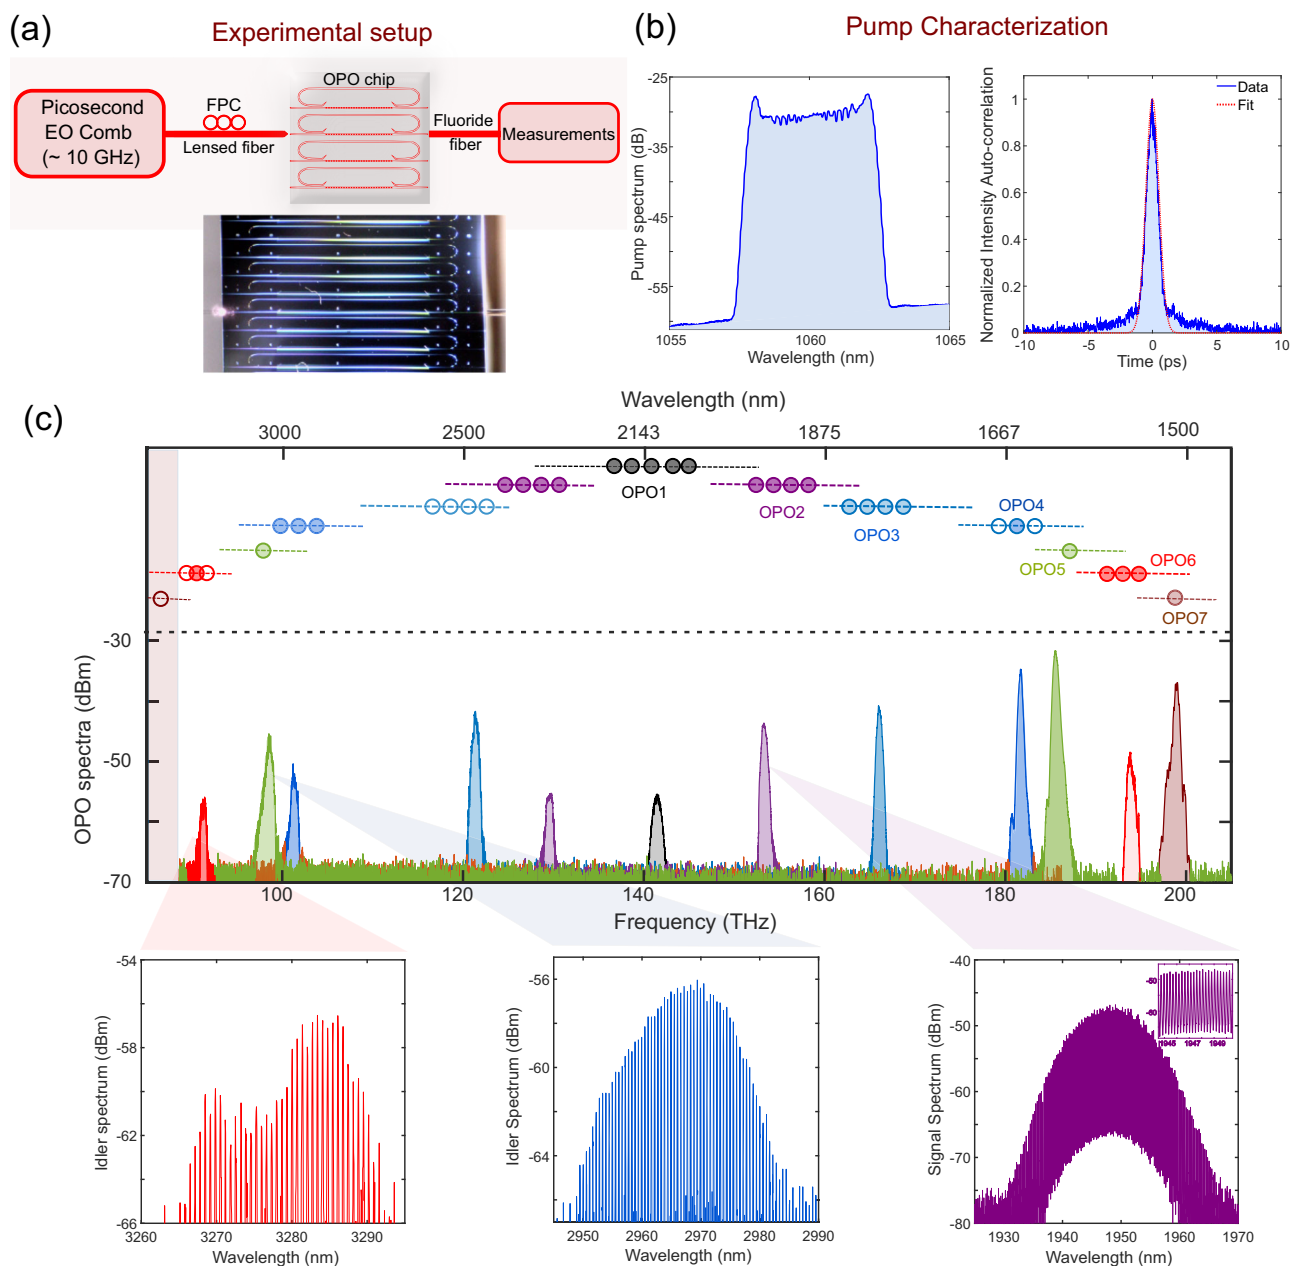 (a)
Experimental setup
Picosecond
EO Comb
(~ 10 GHz)
FPC
Lensed fiber
OPO chip
Fluoride
fiber
Measurements
(b)
Pump Characterization
-25
-35
-45
-55
Pump spectrum (dB)
1055
1060
1065
Wavelength (nm)
Normalized Intensity Auto-correlation
1
0.8
0.6
0.4
0.2
0
Data
Fit
-10
-5
0
5
10
Time (ps)
(c)
Wavelength (nm)
3000
2500
2143
1875
1667
1500
OPO1
OPO2
OPO3
OPO4
OPO5
OPO6
OPO7
-30
-50
-70
OPO spectra (dBm)
100
120
140
160
180
200
Frequency (THz)
-54
-58
-62
-66
Idler spectrum (dBm)
3260
3270
3280
3290
Wavelength (nm)
-56
-60
-64
Idler Spectrum (dBm)
2950
2960
2970
2980
2990
Wavelength (nm)
-40
-50
-60
-70
-80
Signal Spectrum (dBm)
-50
-60
1945
1947
1949
1930
1940
1950
1960
1970
Wavelength (nm)